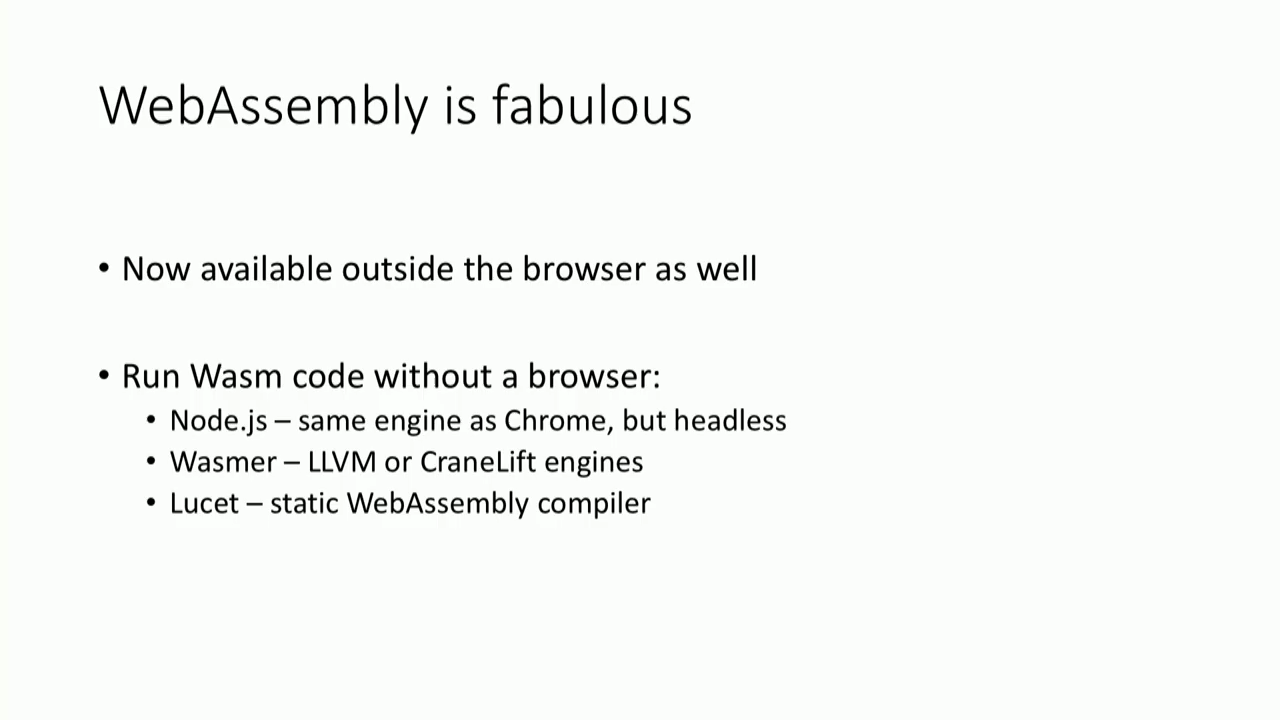 WebAssembly is fabulous
• Now available outside the browser as well
• Run Wasm code without a browser:
• Node.js – same engine as Chrome, but headless
• Wasmer – LLVM or CraneLift engines
• Lucet – static WebAssembly compiler